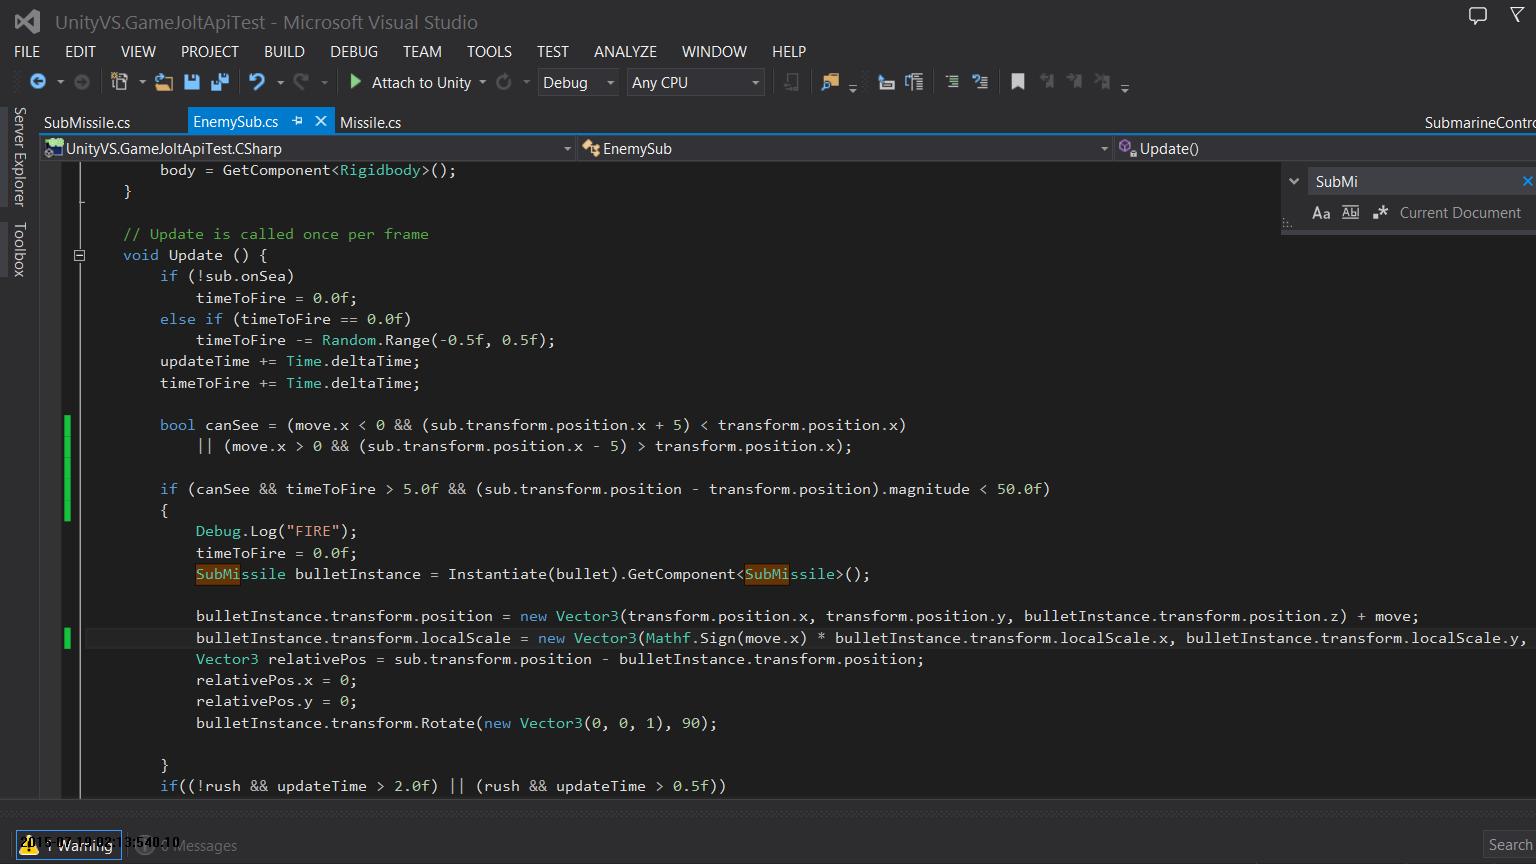 UnityVS.GameJoltApiTest - Microsoft Visual Studio
FILE EDIT VIEW PROJECT BUILD DEBUG TEAM TOOLS TEST ANALYZE WINDOW HELP
Attach to Unity Debug Any CPU
Server Explorer
Toolbox
SubMissile.cs EnemySub.cs Missile.cs SubmarineContro
UnityVS.GameJoltApiTest.CSharp EnemySub Update()
SubMi
Aa Abl .* Current Document
body = GetComponent<Rigidbody>();
}
// Update is called once per frame
void Update () {
if (!sub.onSea)
timeToFire = 0.0f;
else if (timeToFire == 0.0f)
timeToFire -= Random.Range(-0.5f, 0.5f);
updateTime += Time.deltaTime;
timeToFire += Time.deltaTime;
bool canSee = (move.x < 0 && (sub.transform.position.x + 5) < transform.position.x)
|| (move.x > 0 && (sub.transform.position.x - 5) > transform.position.x);
if (canSee && timeToFire > 5.0f && (sub.transform.position - transform.position).magnitude < 50.0f)
{
Debug.Log("FIRE");
timeToFire = 0.0f;
SubMissile bulletInstance = Instantiate(bullet).GetComponent<SubMissile>();
bulletInstance.transform.position = new Vector3(transform.position.x, transform.position.y, bulletInstance.transform.position.z) + move;
bulletInstance.transform.localScale = new Vector3(Mathf.Sign(move.x) * bulletInstance.transform.localScale.x, bulletInstance.transform.localScale.y,
Vector3 relativePos = sub.transform.position - bulletInstance.transform.position;
relativePos.x = 0;
relativePos.y = 0;
bulletInstance.transform.Rotate(new Vector3(0, 0, 1), 90);
}
if((!rush && updateTime > 2.0f) || (rush && updateTime > 0.5f))
1 Warning Messages
Search